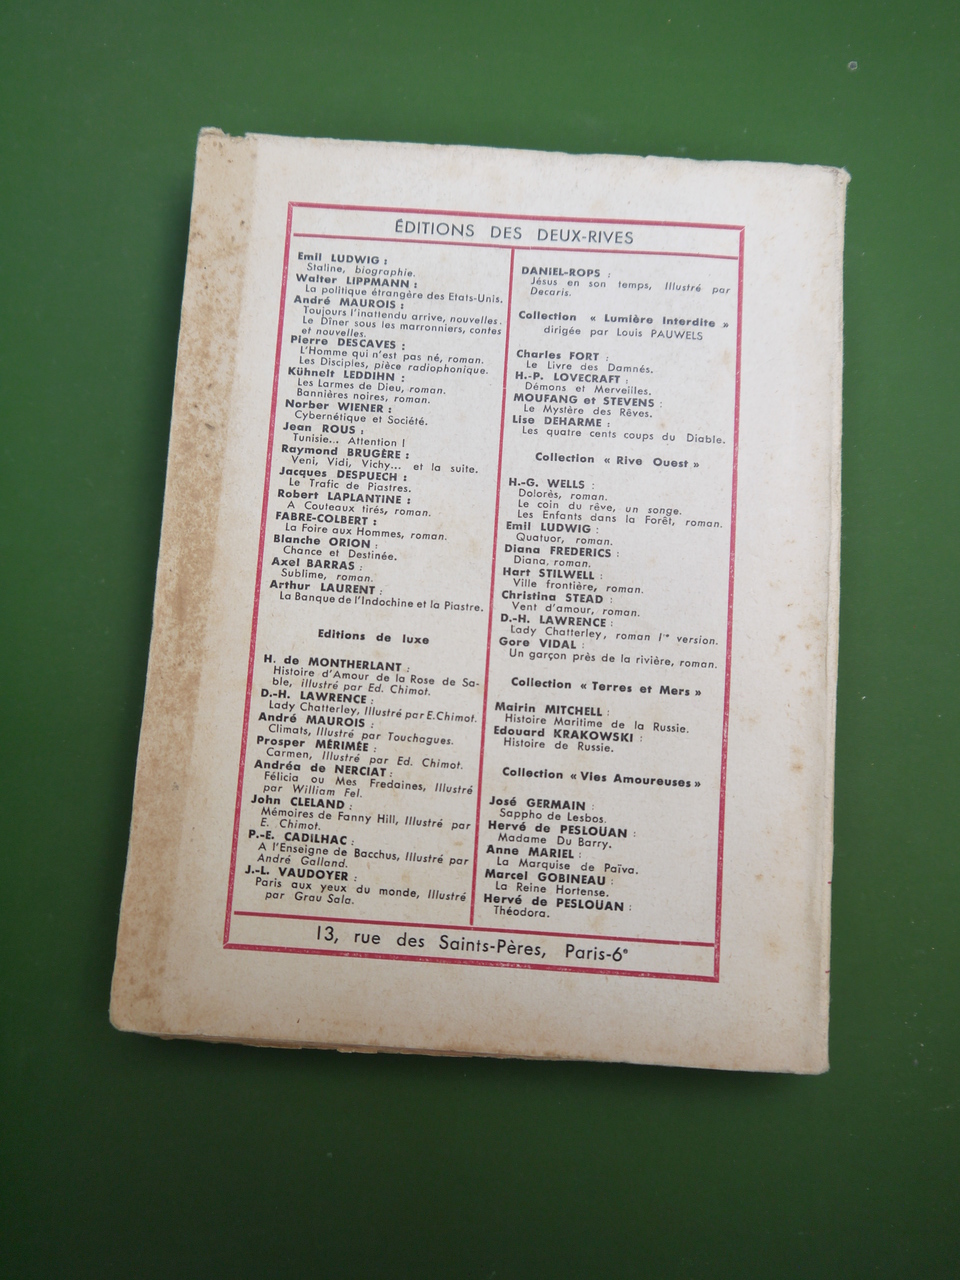 ÉDITIONS DES DEUX-RIVES
Emil LUDWIG :
Staline, biographie.
Walter LIPPMANN :
La politique étrangère des Etats-Unis.
André MAUROIS :
Toujours l'inattendu arrive, nouvelles.
Le Dîner sous les marronniers, contes
et nouvelles.
Pierre DESCAVES :
L'Homme qui n'est pas né, roman.
Les Disciples, pièce radiophonique.
Kühnelt LEDDIHN :
Les Larmes de Dieu, roman.
Bannières noires, roman.
Norber WIENER :
Cybernétique et Société.
Jean ROUS :
Tunisie... Attention !
Raymond BRUGÈRE :
Veni, Vidi, Vichy... et la suite.
Jacques DESPUECH :
Le Trafic de Piastres.
Robert LAPLANTINE :
A Couteaux tirés, roman.
FABRE-COLBERT :
La Foire aux Hommes, roman.
Blanche ORION :
Chance et Destinée.
Axel BARRAS :
Sublime, roman.
Arthur LAURENT :
La Banque de l'Indochine et la Piastre.
Editions de luxe
H. de MONTHERLANT :
Histoire d'Amour de la Rose de Sa-
ble, illustré par Ed. Chimot.
D.-H. LAWRENCE :
Lady Chatterley, Illustré par E. Chimot.
André MAUROIS :
Climats, Illustré par Touchagues.
Prosper MÉRIMÉE :
Carmen, Illustré par Ed. Chimot.
Andréa de NERCIAT :
Félicia ou Mes Fredaines, Illustré
par William Fel.
John CLELAND :
Mémoires de Fanny Hill, Illustré par
E. Chimot.
P.-E. CADILHAC :
A l'Enseigne de Bacchus, Illustré par
André Galland.
J.-L. VAUDOYER :
Paris aux yeux du monde, Illustré
par Grau Sala.
DANIEL-ROPS :
Jésus en son temps, Illustré par
Decaris.
Collection « Lumière Interdite »
dirigée par Louis PAUWELS
Charles FORT :
Le Livre des Damnés.
H.-P. LOVECRAFT :
Démons et Merveilles.
MOUFANG et STEVENS :
Le Mystère des Rêves.
Lise DEHARME :
Les quatre cents coups du Diable.
Collection « Rive Ouest »
H.-G. WELLS :
Dolorès, roman.
Le coin du rêve, un songe.
Les Enfants dans la Forêt, roman.
Emil LUDWIG :
Quatuor, roman.
Diana FREDERICS :
Diana, roman.
Hart STILWELL :
Ville frontière, roman.
Christina STEAD :
Vent d'amour, roman.
D.-H. LAWRENCE :
Lady Chatterley, roman 1re version.
Gore VIDAL :
Un garçon près de la rivière, roman.
Collection « Terres et Mers »
Mairin MITCHELL :
Histoire Maritime de la Russie.
Edouard KRAKOWSKI :
Histoire de Russie.
Collection « Vies Amoureuses »
José GERMAIN :
Sappho de Lesbos.
Hervé de PESLOÜAN :
Madame Du Barry.
Anne MARIEL :
La Marquise de Païva.
Marcel GOBINEAU :
La Reine Hortense.
Hervé de PESLOÜAN :
Théodora.
13, rue des Saints-Pères, Paris-6e